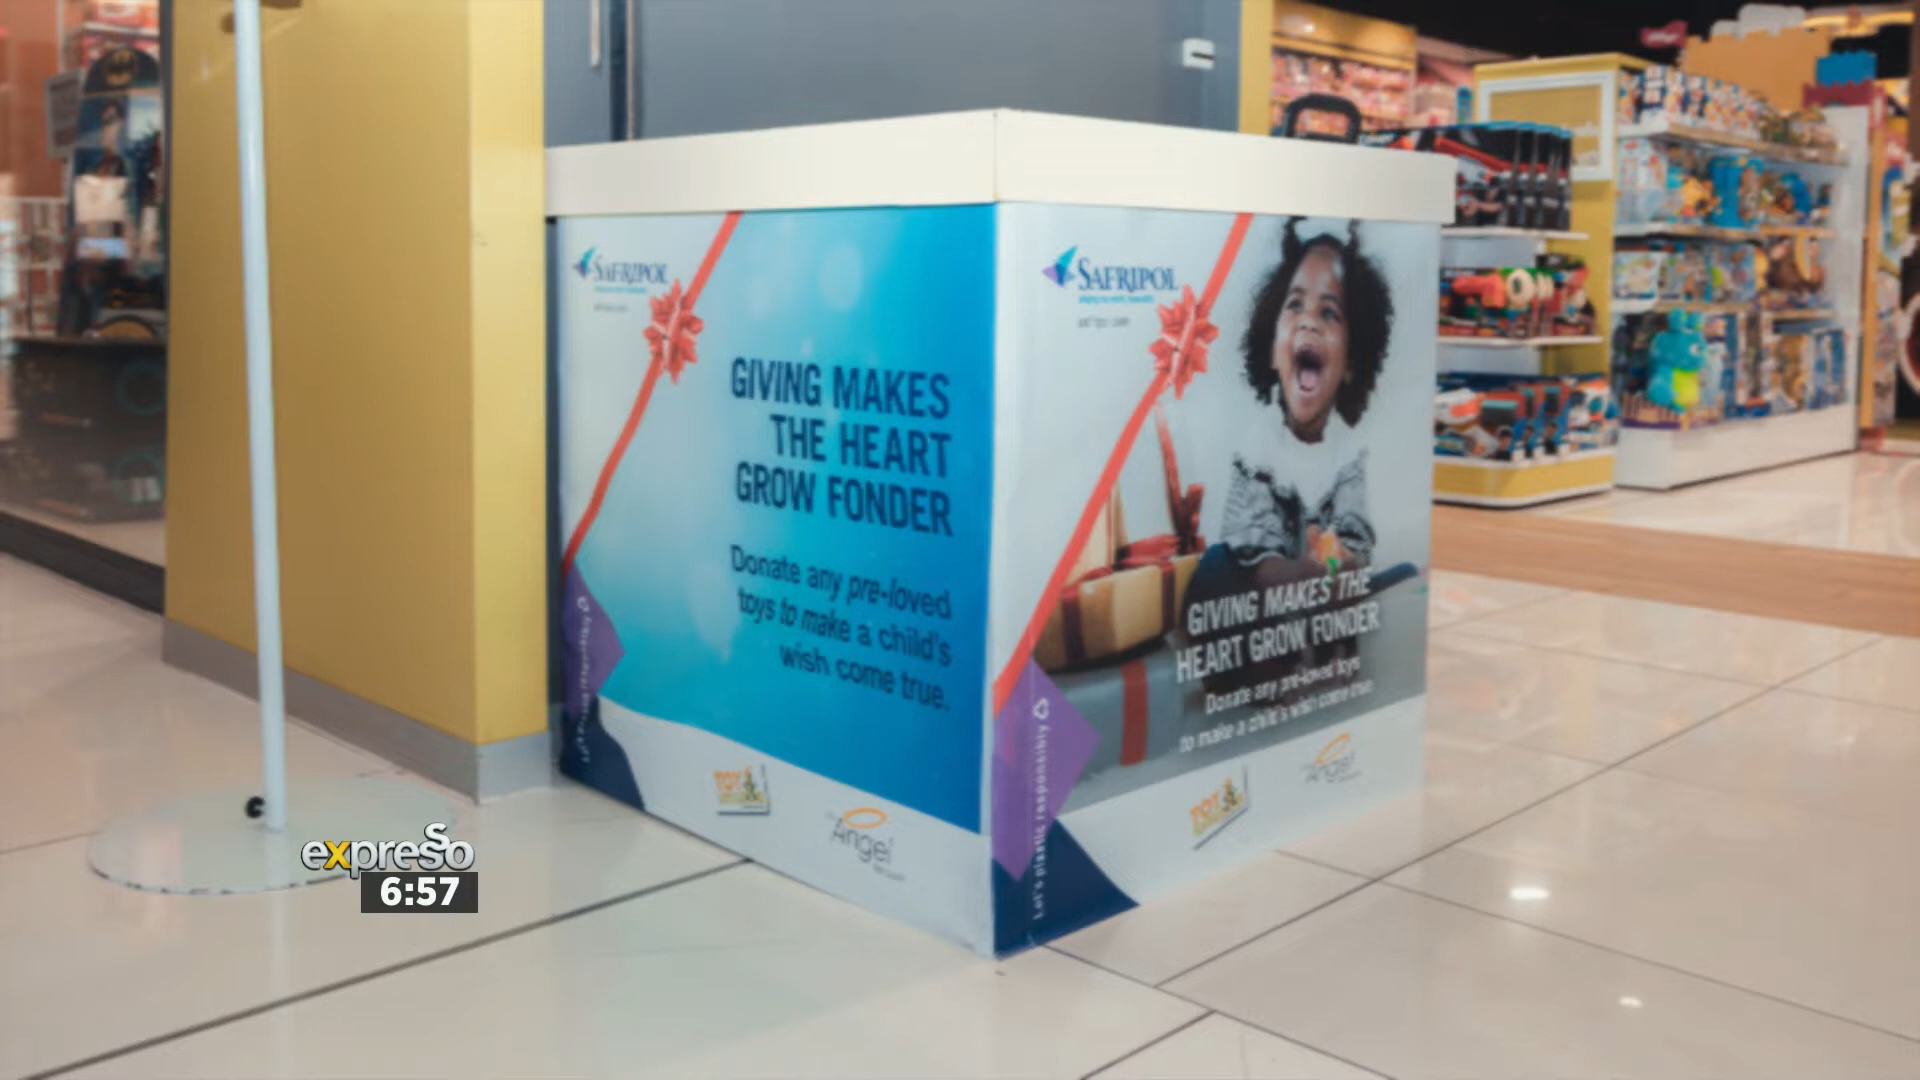 SAFRIPOL
GIVING MAKES
THE HEART
GROW FONDER
Donate any pre-loved
toys to make a child's
wish come true.
TOY
Angel
SAFRIPOL
GIVING MAKES THE
HEART GROW FONDER
Donate any pre-loved toys
to make a child's wish come true
Let's plastic responsibly
TOY
Angel
expresso
6:57